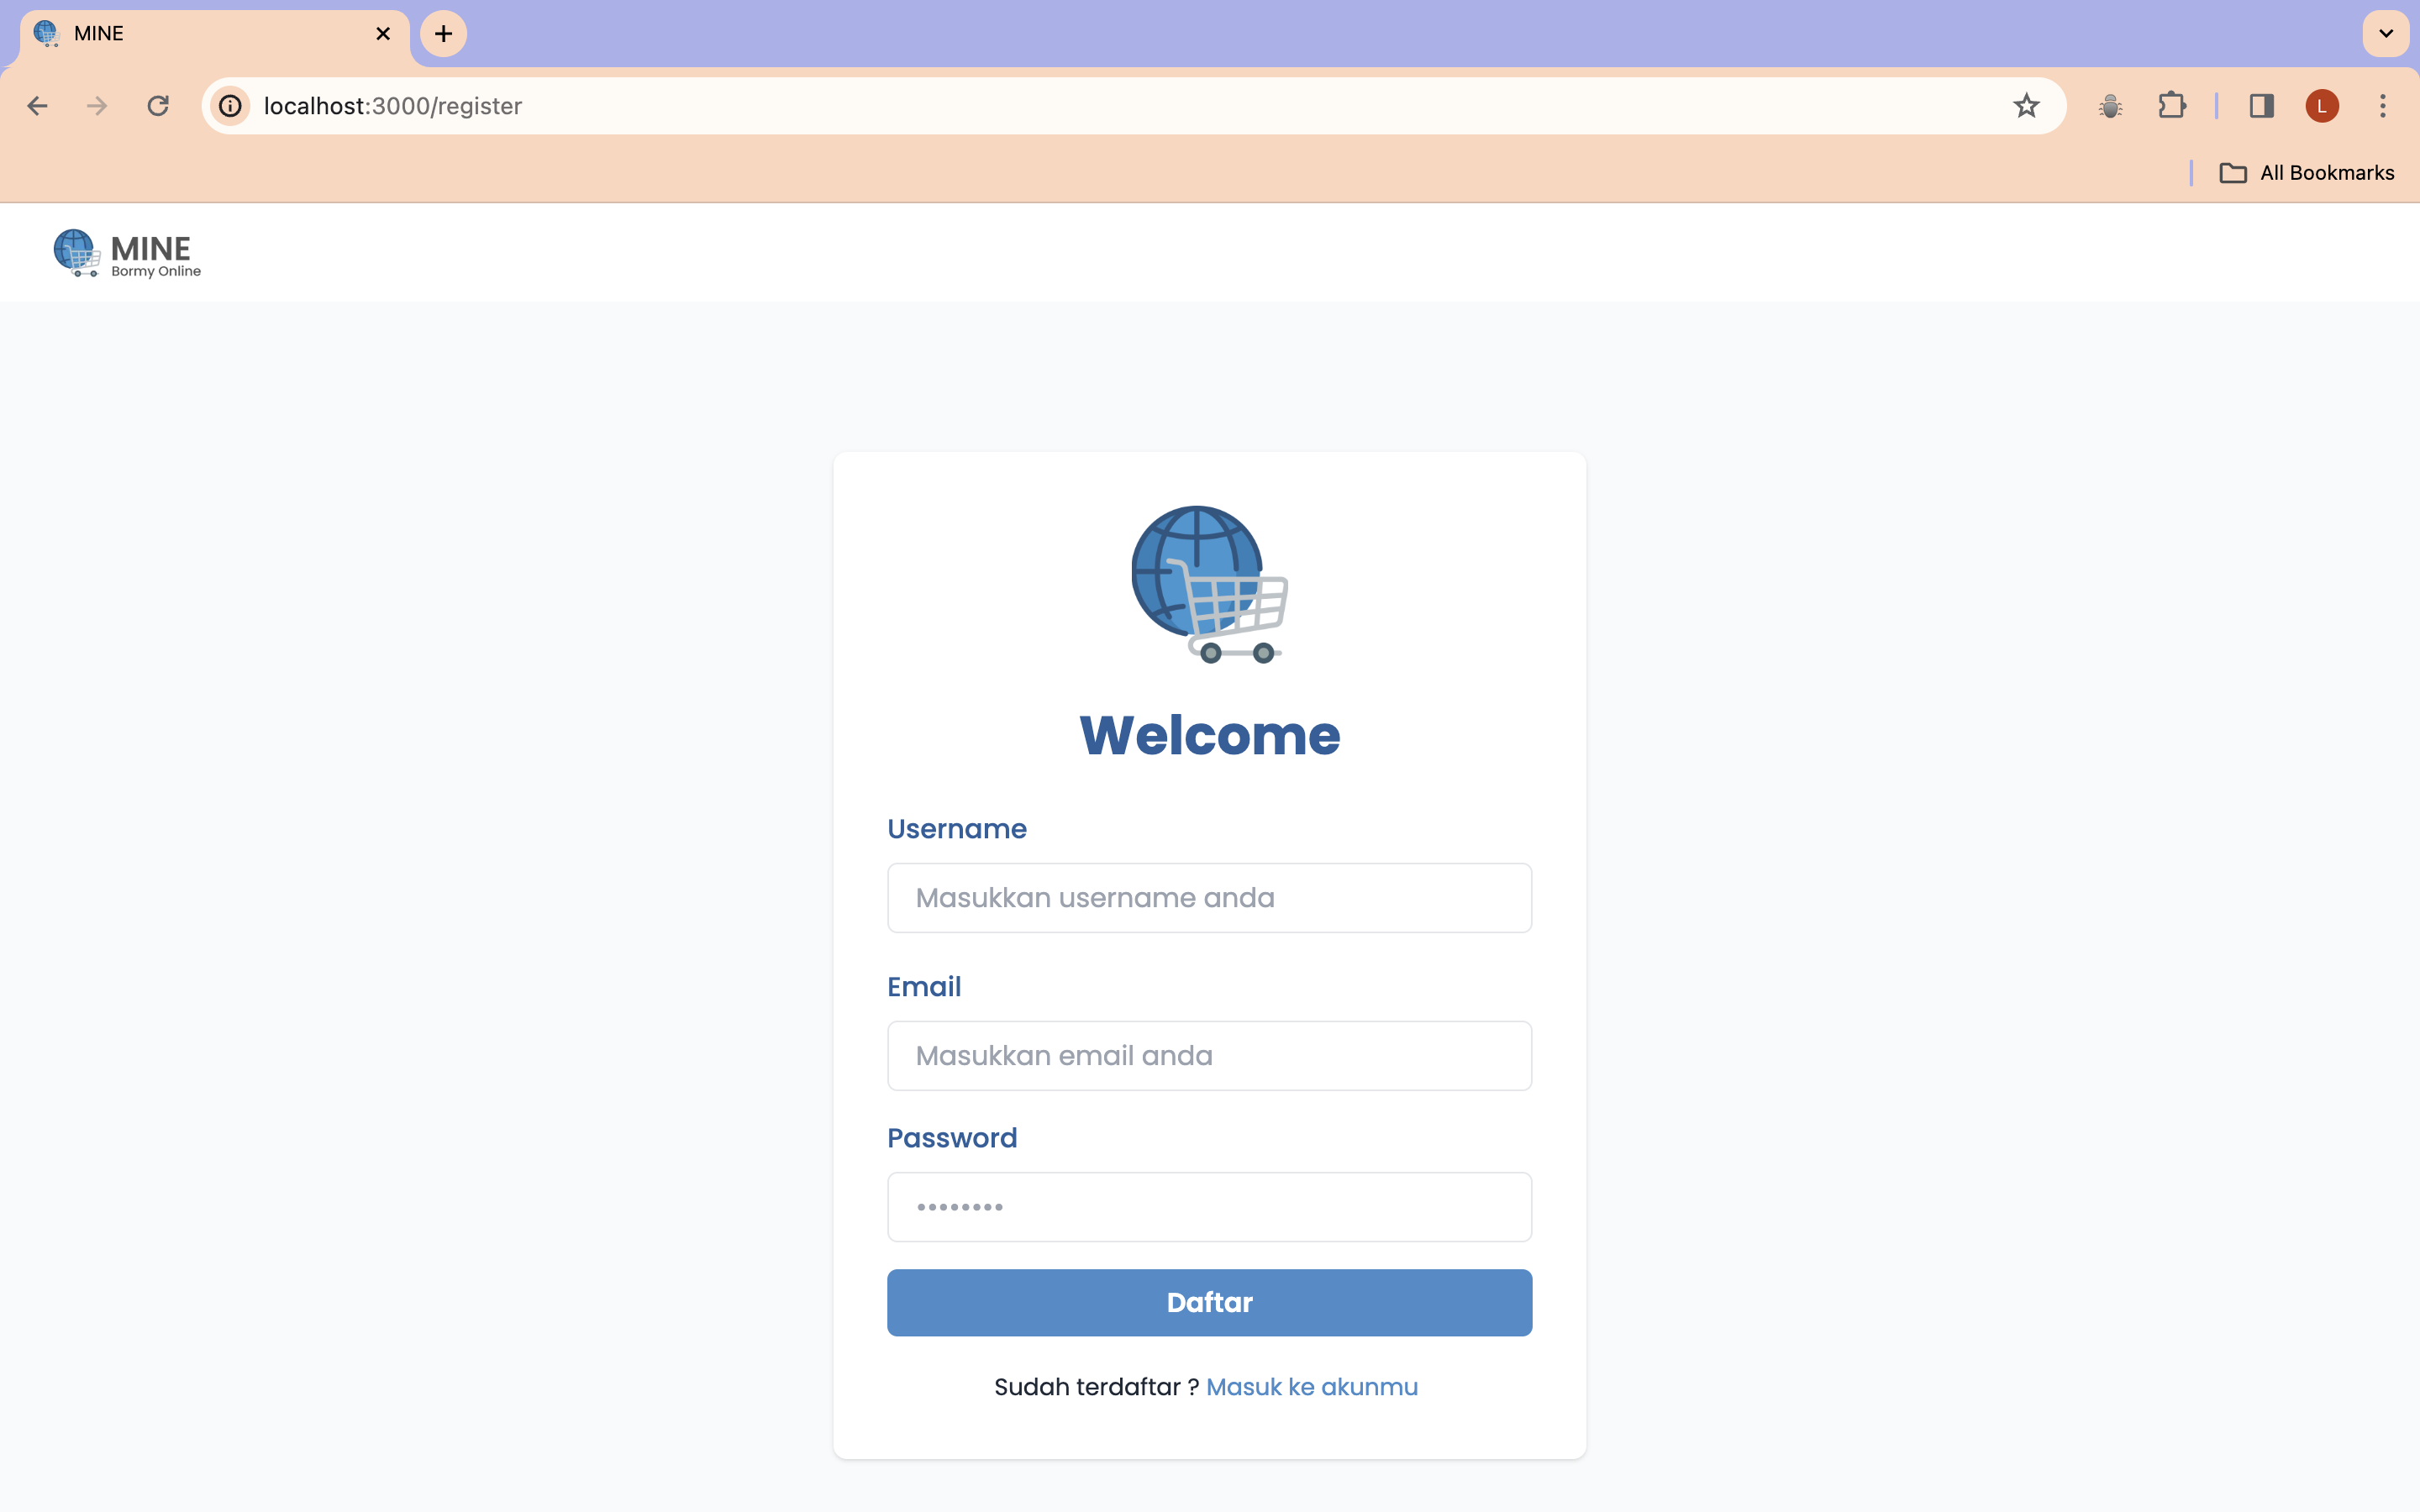 MINE
localhost:3000/register
L
All Bookmarks
MINE
Bormy Online
Welcome
Username
Masukkan username anda
Email
Masukkan email anda
Password
••••••••
Daftar
Sudah terdaftar ? Masuk ke akunmu